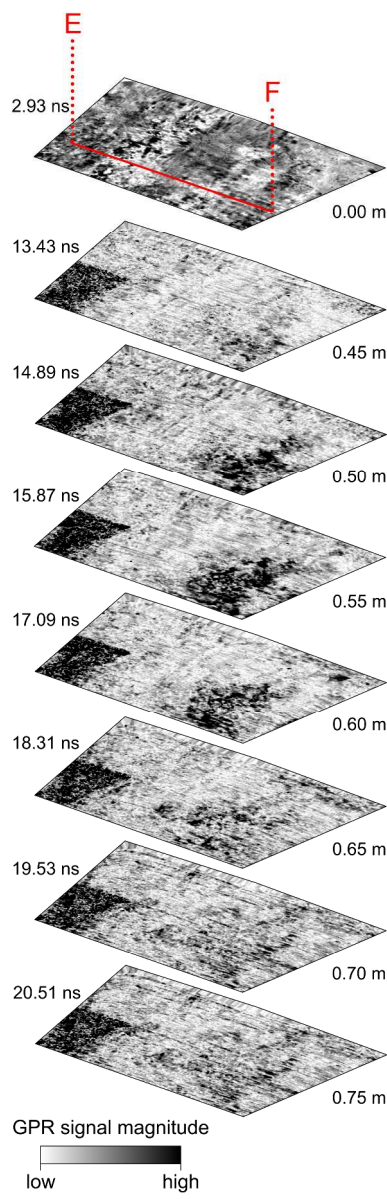 E
F
2.93 ns
0.00 m
13.43 ns
0.45 m
14.89 ns
0.50 m
15.87 ns
0.55 m
17.09 ns
0.60 m
18.31 ns
0.65 m
19.53 ns
0.70 m
20.51 ns
0.75 m
GPR signal magnitude
low high